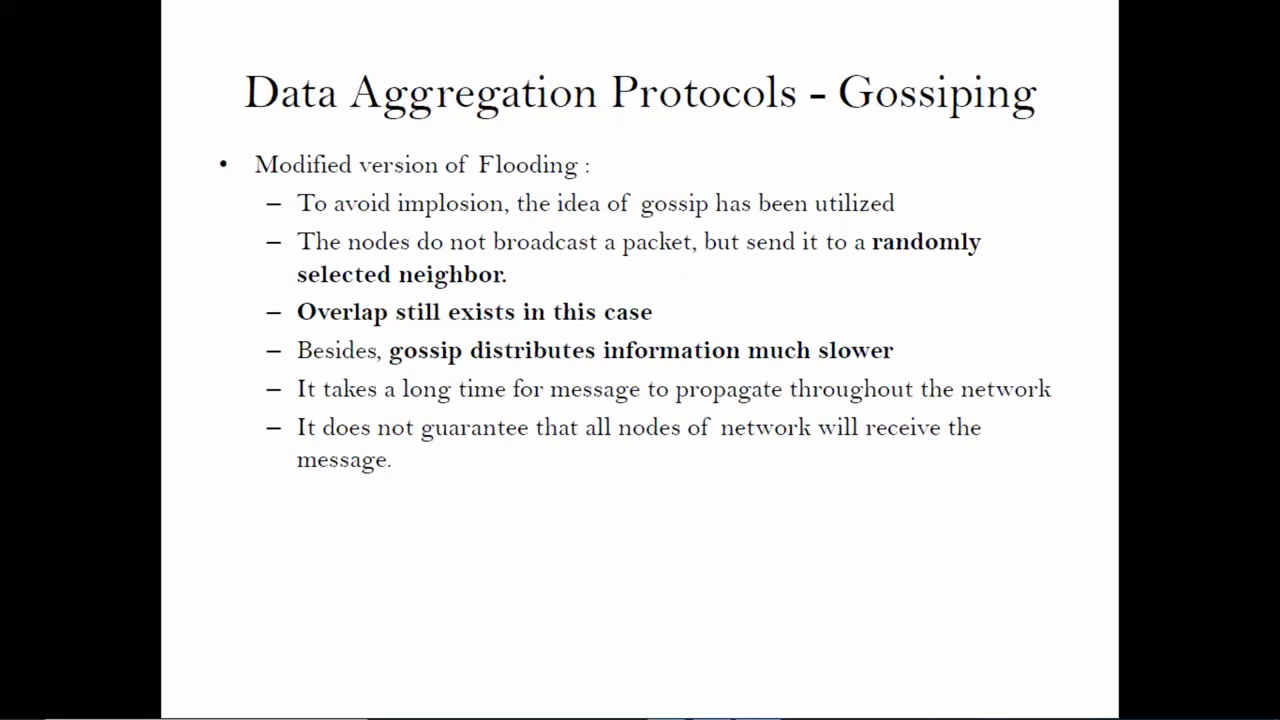 Data Aggregation Protocols - Gossiping
• Modified version of Flooding :
– To avoid implosion, the idea of gossip has been utilized
– The nodes do not broadcast a packet, but send it to a randomly
selected neighbor.
– Overlap still exists in this case
– Besides, gossip distributes information much slower
– It takes a long time for message to propagate throughout the network
– It does not guarantee that all nodes of network will receive the
message.